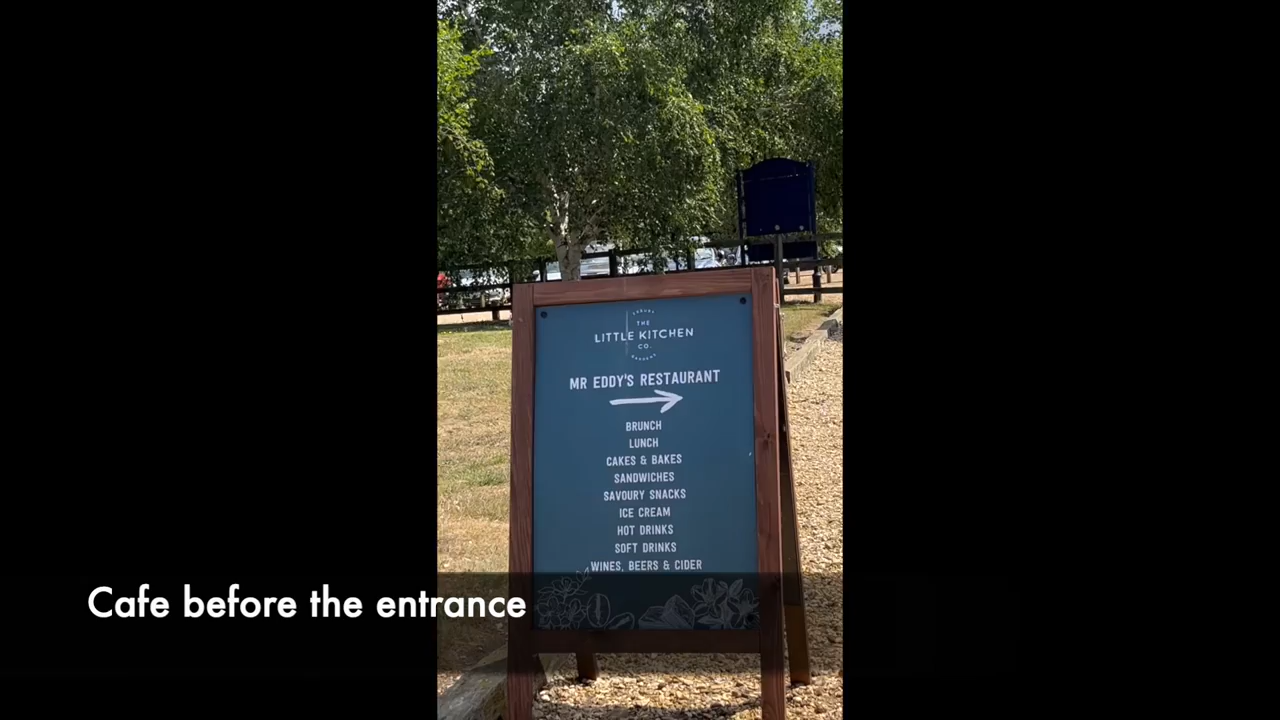 THE
LITTLE KITCHEN
CO.
MR EDDY'S RESTAURANT
BRUNCH
LUNCH
CAKES & BAKES
SANDWICHES
SAVOURY SNACKS
ICE CREAM
HOT DRINKS
SOFT DRINKS
WINES, BEERS & CIDER
Cafe before the entrance